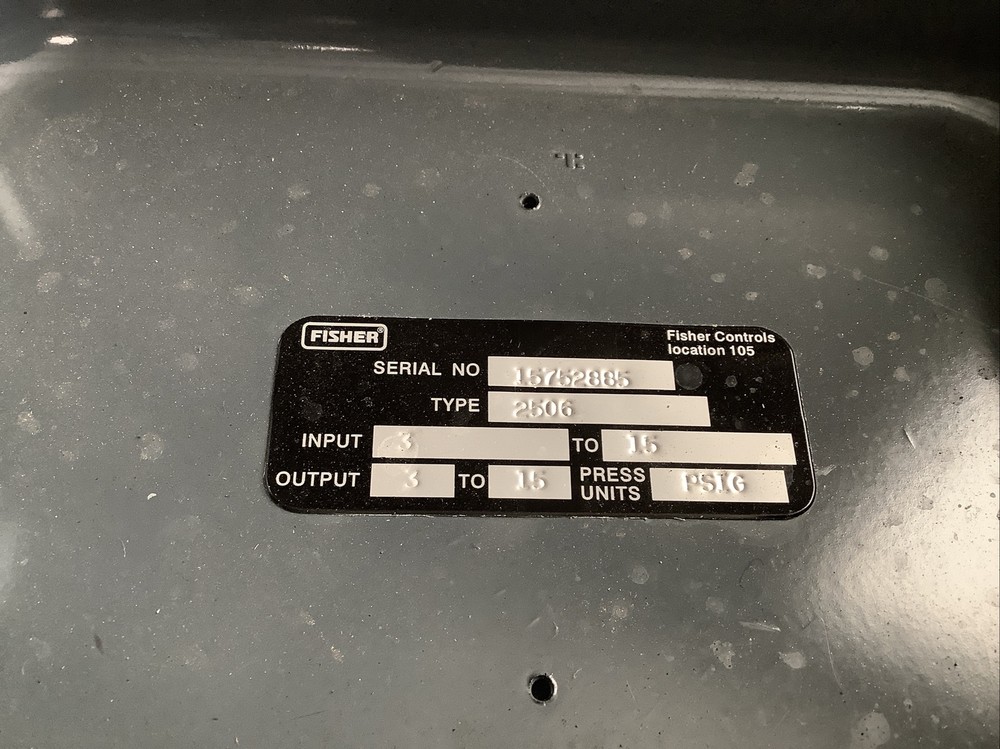 FISHER®
Fisher Controls
location 105
SERIAL NO 15752885
TYPE 2506
INPUT 3 TO 15
OUTPUT 3 TO 15 PRESS UNITS PSIG